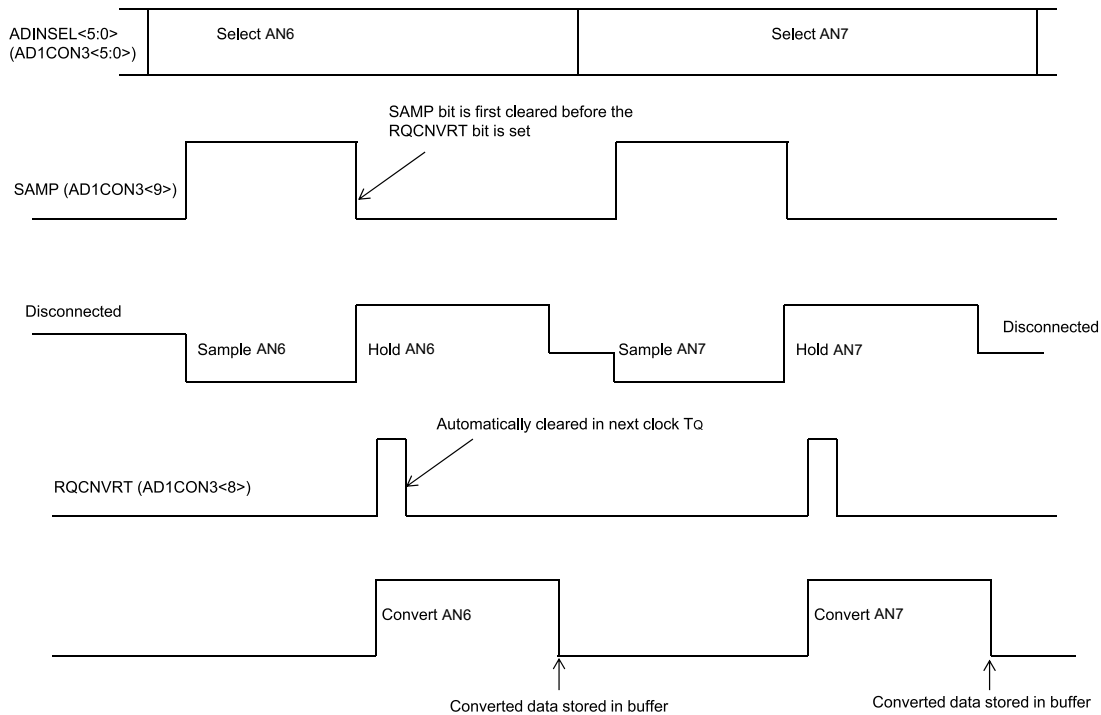 ADINSEL<5:0>
(AD1CON3<5:0>)
Select AN6
Select AN7
SAMP bit is first cleared before the
RQCNVRT bit is set
SAMP (AD1CON3<9>)
Disconnected
Sample AN6
Hold AN6
Sample AN7
Hold AN7
Disconnected
Automatically cleared in next clock TQ
RQCNVRT (AD1CON3<8>)
Convert AN6
Convert AN7
Converted data stored in buffer
Converted data stored in buffer